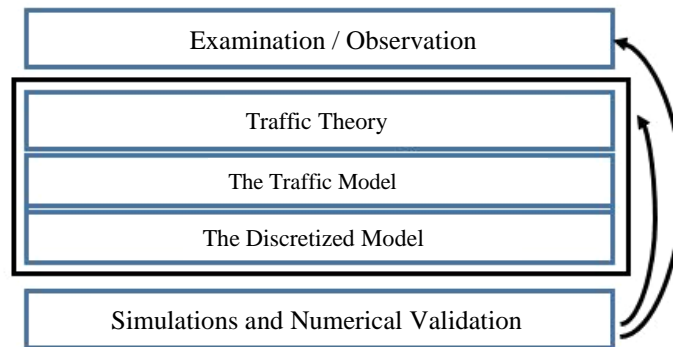 Examination / Observation
Traffic Theory
The Traffic Model
The Discretized Model
Simulations and Numerical Validation